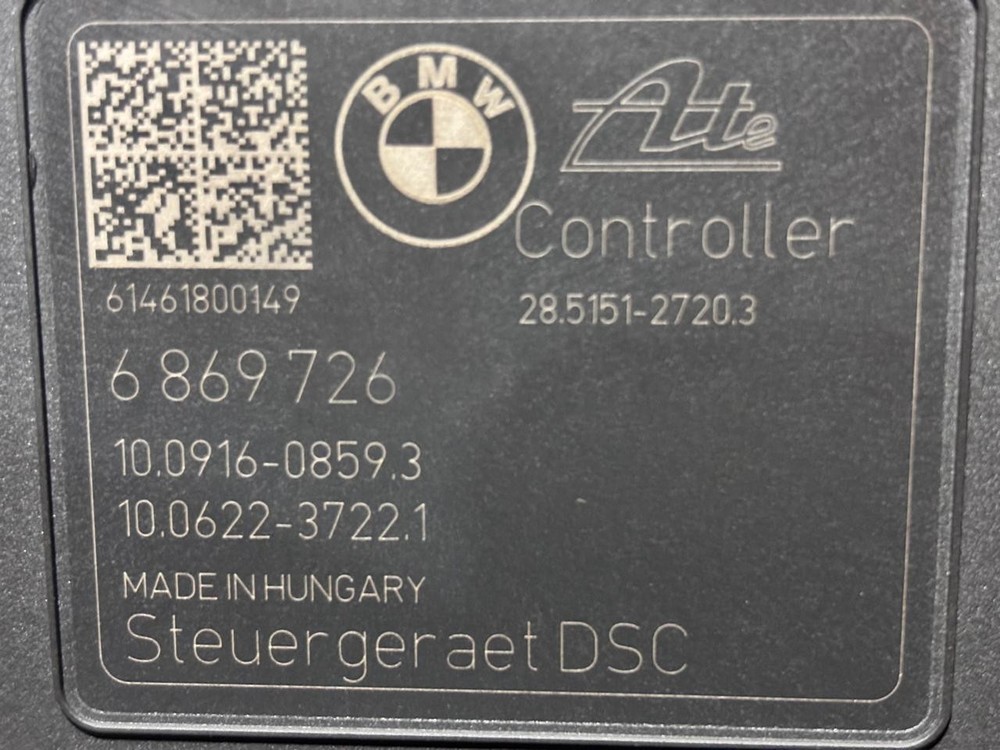 BMW
Ate
Controller
61461800149
28.5151-2720.3
6 869 726
10.0916-0859.3
10.0622-3722.1
MADE IN HUNGARY
Steuergeraet DSC